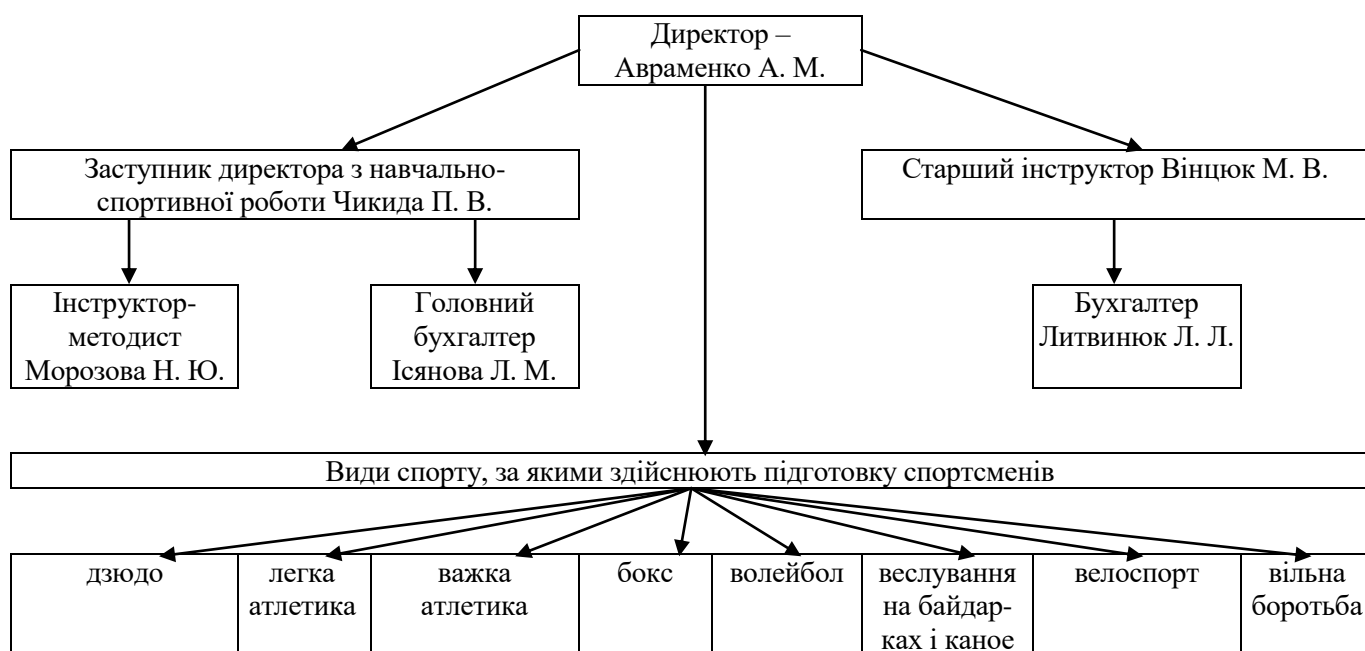 Директор –
Авраменко А. М.
Заступник директора з навчально-
спортивної роботи Чикида П. В.
Старший інструктор Вінцюк М. В.
Інструктор-
методист
Морозова Н. Ю.
Головний
бухгалтер
Ісянова Л. М.
Бухгалтер
Литвинюк Л. Л.
Види спорту, за якими здійснюють підготовку спортсменів
дзюдо
легка
атлетика
важка
атлетика
бокс
волейбол
веслування
на байдар-
ках і каное
велоспорт
вільна
боротьба